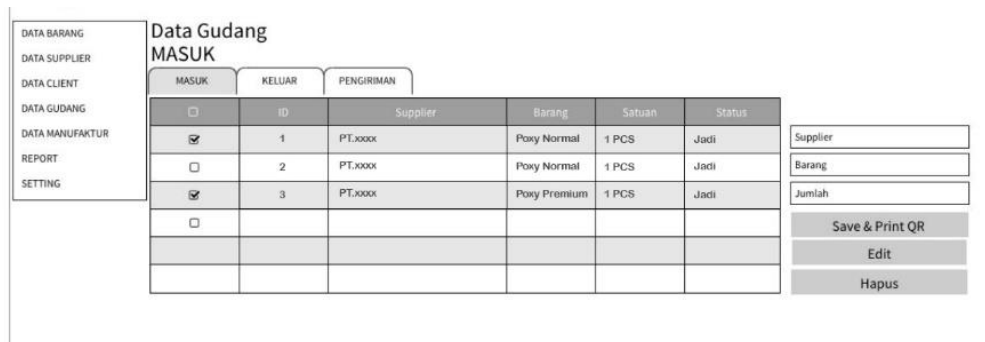 DATA BARANG
DATA SUPPLIER
DATA CLIENT
DATA GUDANG
DATA MANUFAKTUR
REPORT
SETTING
Data Gudang
MASUK
MASUK KELUAR PENGIRIMAN
ID Supplier Barang Satuan Status
1 PT.xxxx Poxy Normal 1 PCS Jadi
2 PT.xxxx Poxy Normal 1 PCS Jadi
3 PT.xxxx Poxy Premium 1 PCS Jadi
Supplier
Barang
Jumlah
Save & Print QR
Edit
Hapus